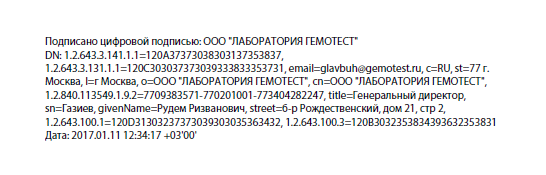 Подписано цифровой подписью: ООО "ЛАБОРАТОРИЯ ГЕМОТЕСТ"
DN: 1.2.643.3.141.1.1=120A37373038303137353837,
1.2.643.3.131.1.1=120C303037373039333833353731, email=glavbuh@gemotest.ru, c=RU, st=77 г.
Москва, l=г Москва, o=ООО "ЛАБОРАТОРИЯ ГЕМОТЕСТ", cn=ООО "ЛАБОРАТОРИЯ ГЕМОТЕСТ",
1.2.840.113549.1.9.2=7709383571-770201001-773404282247, title=Генеральный директор,
sn=Газиев, givenName=Рудем Ризванович, street=б-р Рождественский, дом 21, стр 2,
1.2.643.100.1=120D31303237373039303035363432, 1.2.643.100.3=120B3032353834393632353831
Дата: 2017.01.11 12:34:17 +03'00'